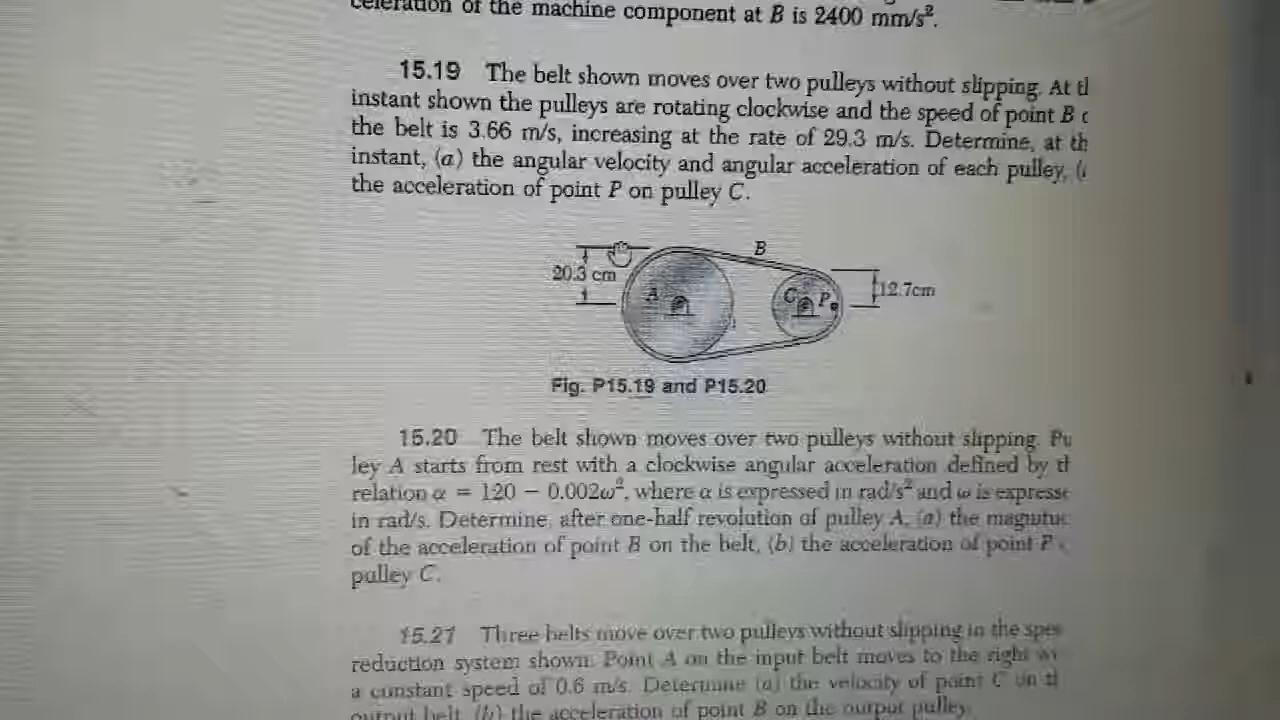 celeration of the machine component at B is 2400 mm/s².
15.19 The belt shown moves over two pulleys without slipping. At
instant shown the pulleys are rotating clockwise and the speed of point B
the belt is 3.66 m/s, increasing at the rate of 29.3 m/s. Determine, at
instant, (a) the angular velocity and angular acceleration of each pulley,
the acceleration of point P on pulley C.
B
20.3 cm
A
C
P
12.7cm
Fig. P15.19 and P15.20
15.20 The belt shown moves over two pulleys without slipping. Pu
ley A starts from rest with a clockwise angular acceleration defined by
relation α = 120 − 0.002ω², where α is expressed in rad/s² and ω is expresse
in rad/s. Determine, after one-half revolution of pulley A, (a) the
of the acceleration of point B on the belt, (b) the acceleration of point P
pulley C.
15.21 Three belts move over two pulleys without slipping in the
reduction system shown. Point A on the input belt moves to the right
a constant speed of 0.6 m/s. Determine (a) the velocity of point C on
output belt, (b) the acceleration of point B on the output pulley.